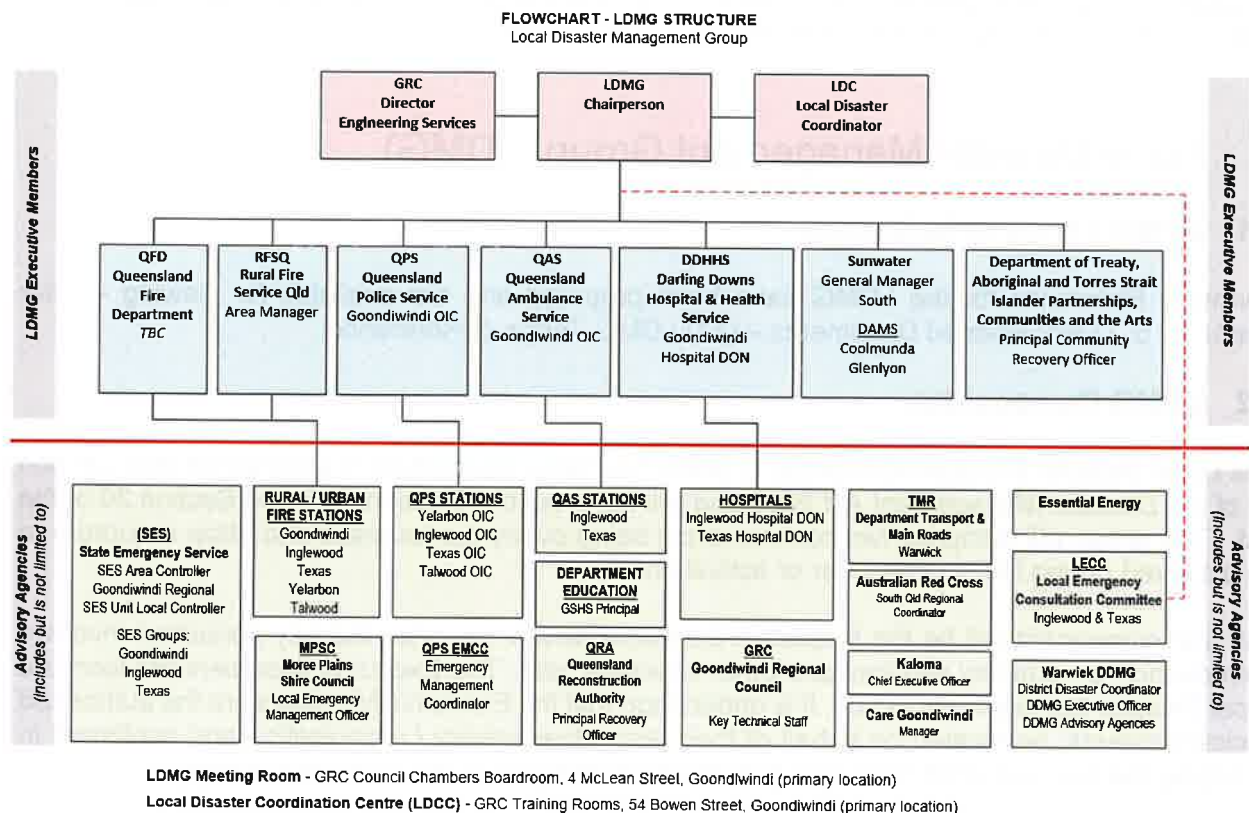 FLOWCHART - LDMG STRUCTURE
Local Disaster Management Group
LDMG Executive Members
LDMG Executive Members
GRC
Director
Engineering Services
LDMG
Chairperson
LDC
Local Disaster
Coordinator
QFD
Queensland
Fire
Department
TBC
RFSQ
Rural Fire
Service Qld
Area Manager
QPS
Queensland
Police Service
Goondiwindi OIC
QAS
Queensland
Ambulance
Service
Goondiwindi OIC
DDHHS
Darling Downs
Hospital & Health
Service
Goondiwindi
Hospital DON
Sunwater
General Manager
South
DAMS
Coolmunda
Glenlyon
Department of Treaty,
Aboriginal and Torres Strait
Islander Partnerships,
Communities and the Arts
Principal Community
Recovery Officer
Advisory Agencies
(includes but is not limited to)
Advisory Agencies
(includes but is not limited to)
(SES)
State Emergency Service
SES Area Controller
Goondiwindi Regional
SES Unit Local Controller
SES Groups:
Goondiwindi
Inglewood
Texas
RURAL / URBAN
FIRE STATIONS
Goondiwindi
Inglewood
Texas
Yelarbon
Talwood
MPSC
Moree Plains
Shire Council
Local Emergency
Management Officer
QPS STATIONS
Yelarbon OIC
Inglewood OIC
Texas OIC
Talwood OIC
QPS EMCC
Emergency
Management
Coordinator
QAS STATIONS
Inglewood
Texas
DEPARTMENT
EDUCATION
GSHS Principal
QRA
Queensland
Reconstruction
Authority
Principal Recovery
Officer
HOSPITALS
Inglewood Hospital DON
Texas Hospital DON
GRC
Goondiwindi Regional
Council
Key Technical Staff
TMR
Department Transport &
Main Roads
Warwick
Australian Red Cross
South Qld Regional
Coordinator
Kaloma
Chief Executive Officer
Care Goondiwindi
Manager
Essential Energy
LECC
Local Emergency
Consultation Committee
Inglewood & Texas
Warwick DDMG
District Disaster Coordinator
DDMG Executive Officer
DDMG Advisory Agencies
LDMG Meeting Room - GRC Council Chambers Boardroom, 4 McLean Street, Goondiwindi (primary location)
Local Disaster Coordination Centre (LDCC) - GRC Training Rooms, 54 Bowen Street, Goondiwindi (primary location)